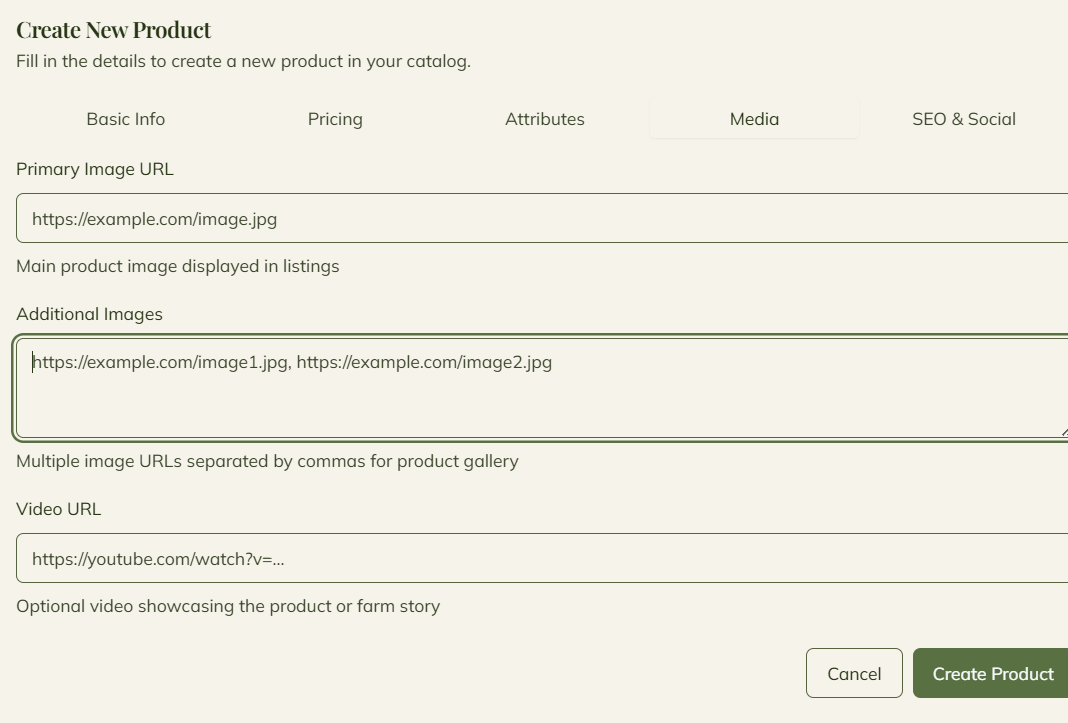 Create New Product
Fill in the details to create a new product in your catalog.
Basic Info Pricing Attributes Media SEO & Social
Primary Image URL
https://example.com/image.jpg
Main product image displayed in listings
Additional Images
https://example.com/image1.jpg, https://example.com/image2.jpg
Multiple image URLs separated by commas for product gallery
Video URL
https://youtube.com/watch?v=...
Optional video showcasing the product or farm story
Cancel Create Product